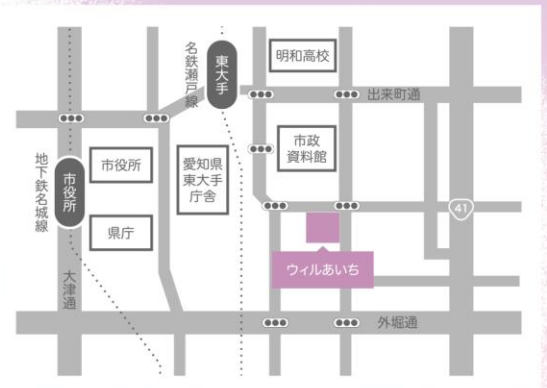 名鉄瀬戸線
東大手
明和高校
出来町通
地下鉄名城線
市役所
市役所
愛知県
東大手
庁舎
市政
資料館
県庁
41
ウィルあいち
大津通
外堀通